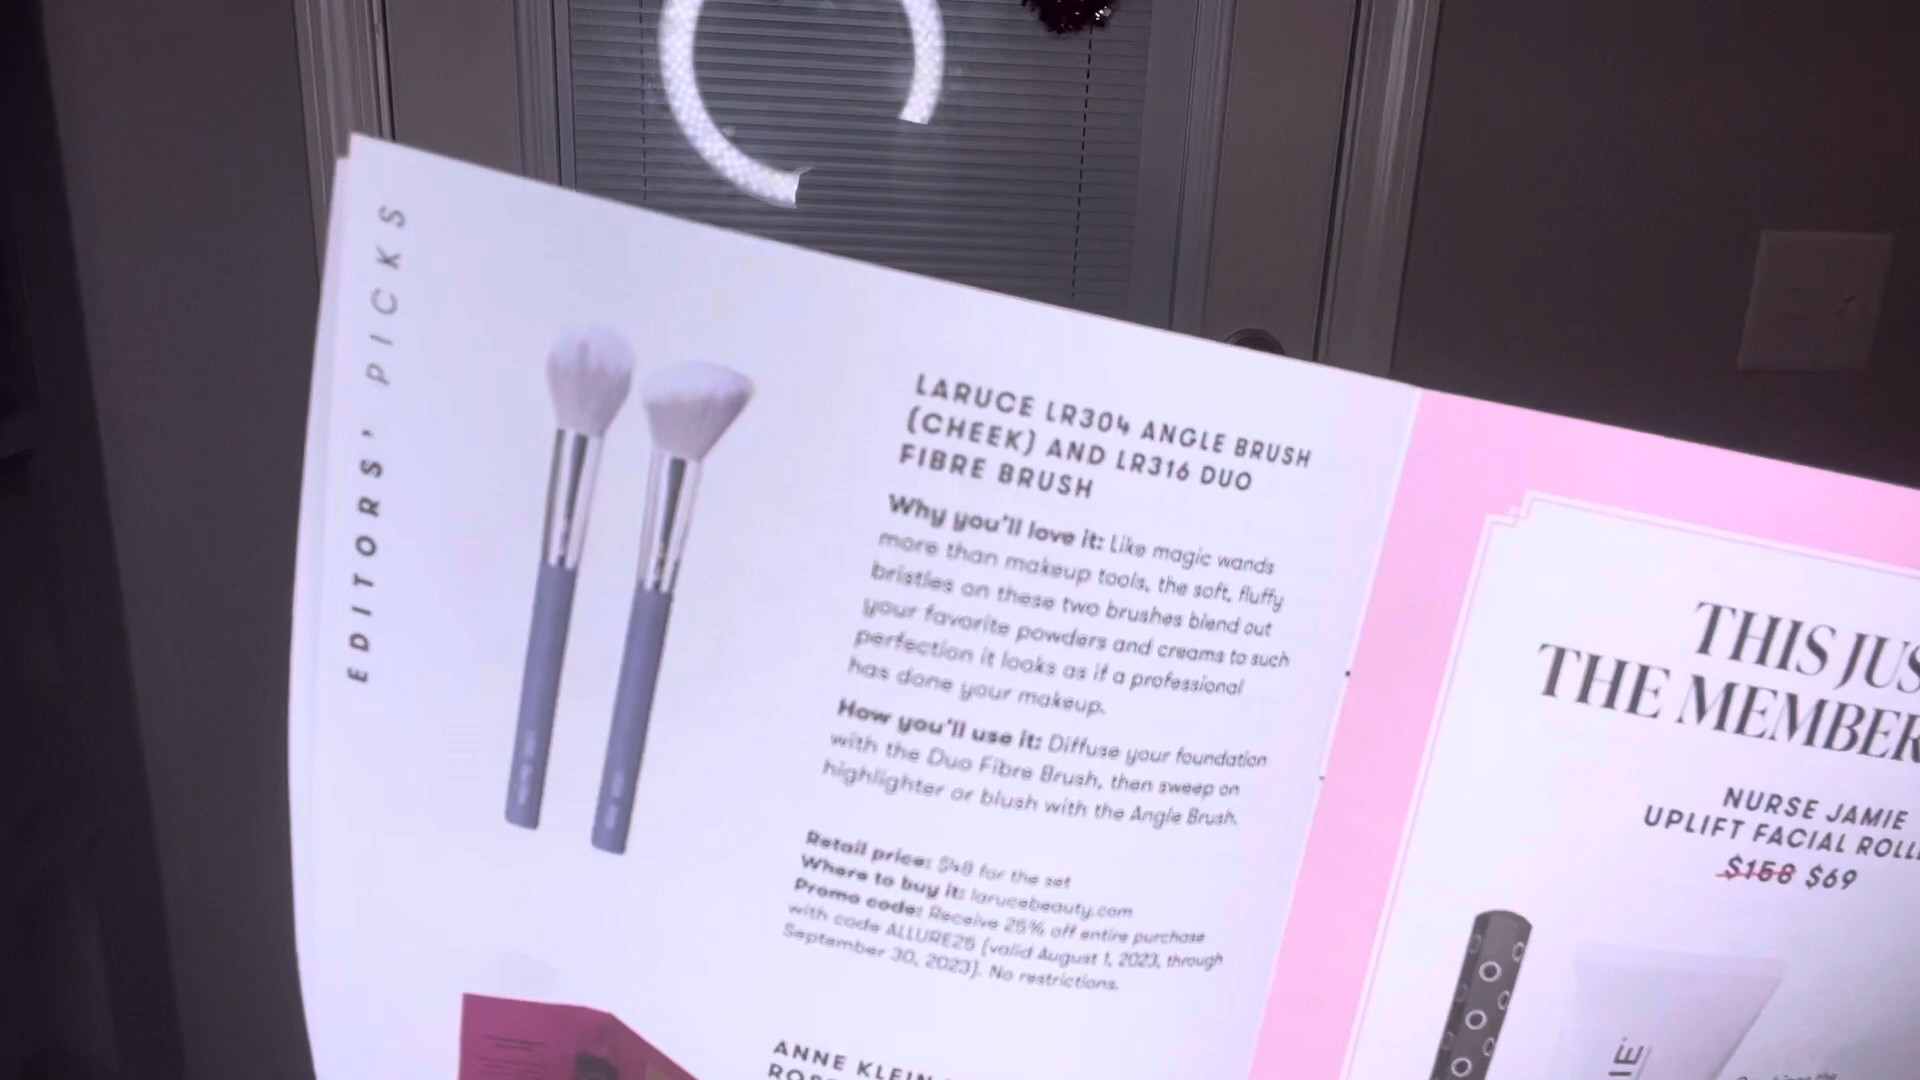 EDITORS' PICKS
LARUCE LR304 ANGLE BRUSH
(CHEEK) AND LR316 DUO
FIBRE BRUSH
Why you'll love it: Like magic wands
more than makeup tools, the soft, fluffy
bristles on these two brushes blend out
your favorite powders and creams to such
perfection it looks as if a professional
has done your makeup.
How you'll use it: Diffuse your foundation
with the Duo Fibre Brush, then sweep on
highlighter or blush with the Angle Brush.
Retail price: $48 for the set
Where to buy it: larucebeauty.com
Promo code: Receive 25% off entire purchase
with code ALLURE25 (valid August 1, 2023, through
September 30, 2023). No restrictions.
ANNE KLEIN
THIS JUS
THE MEMBER
NURSE JAMIE
UPLIFT FACIAL ROLL
$158 $69